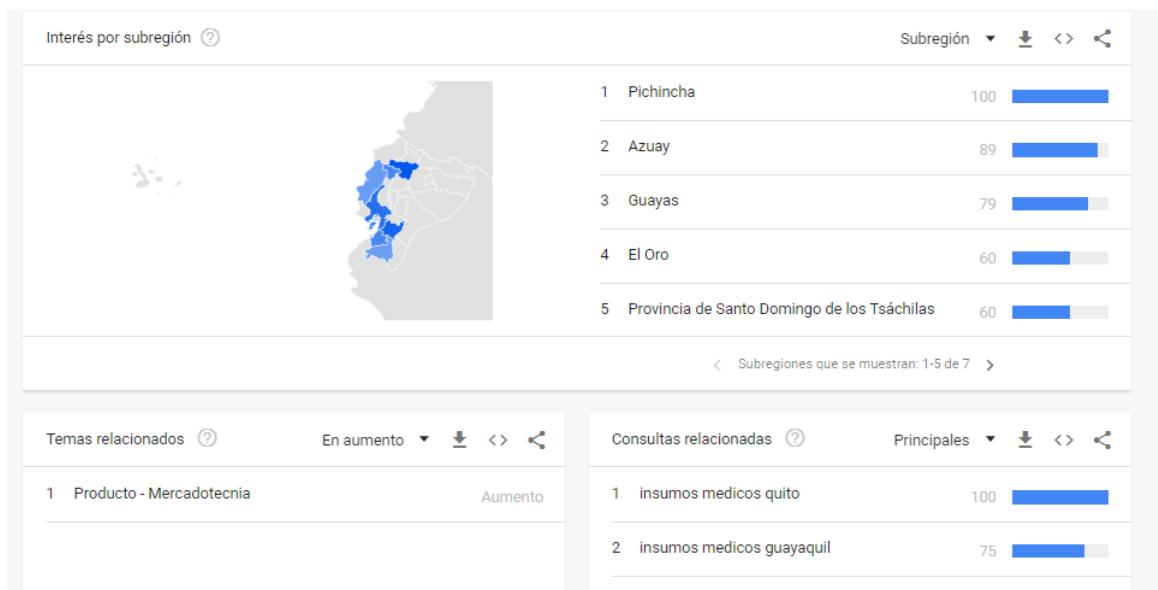 Interés por subregión
Subregión
1 Pichincha 100
2 Azuay 89
3 Guayas 79
4 El Oro 60
5 Provincia de Santo Domingo de los Tsáchilas 60
Subregiones que se muestran: 1-5 de 7
Temas relacionados
En aumento
1 Producto - Mercadotecnia Aumento
Consultas relacionadas
Principales
1 insumos medicos quito 100
2 insumos medicos guayaquil 75